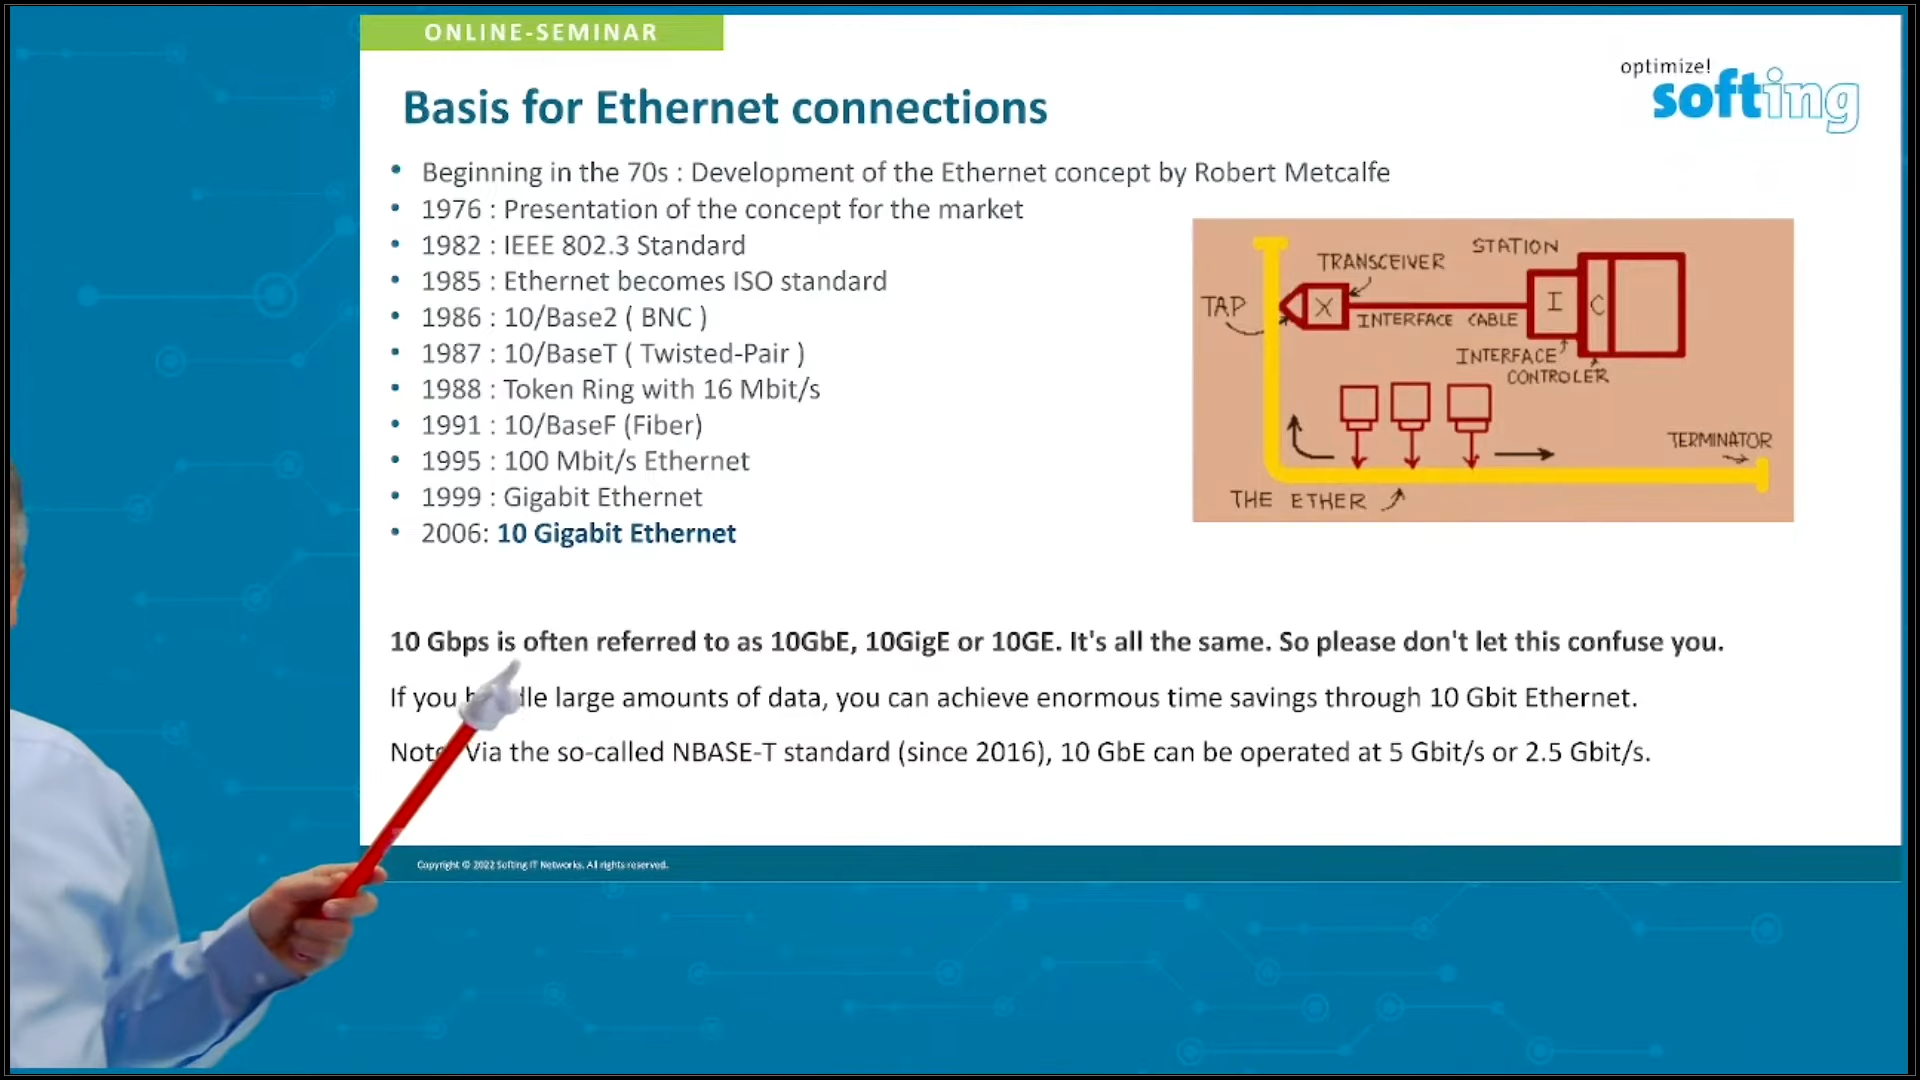 ONLINE-SEMINAR
optimize!
softing
Basis for Ethernet connections
• Beginning in the 70s : Development of the Ethernet concept by Robert Metcalfe
• 1976 : Presentation of the concept for the market
• 1982 : IEEE 802.3 Standard
• 1985 : Ethernet becomes ISO standard
• 1986 : 10/Base2 ( BNC )
• 1987 : 10/BaseT ( Twisted-Pair )
• 1988 : Token Ring with 16 Mbit/s
• 1991 : 10/BaseF (Fiber)
• 1995 : 100 Mbit/s Ethernet
• 1999 : Gigabit Ethernet
• 2006: 10 Gigabit Ethernet
STATION
TRANSCEIVER
TAP
X
I
C
INTERFACE CABLE
INTERFACE
CONTROLER
TERMINATOR
THE ETHER
10 Gbps is often referred to as 10GbE, 10GigE or 10GE. It's all the same. So please don't let this confuse you.
If you large amounts of data, you can achieve enormous time savings through 10 Gbit Ethernet.
Via the so-called NBASE-T standard (since 2016), 10 GbE can be operated at 5 Gbit/s or 2.5 Gbit/s.
Copyright © 2022 Softing IT Networks. All rights reserved.